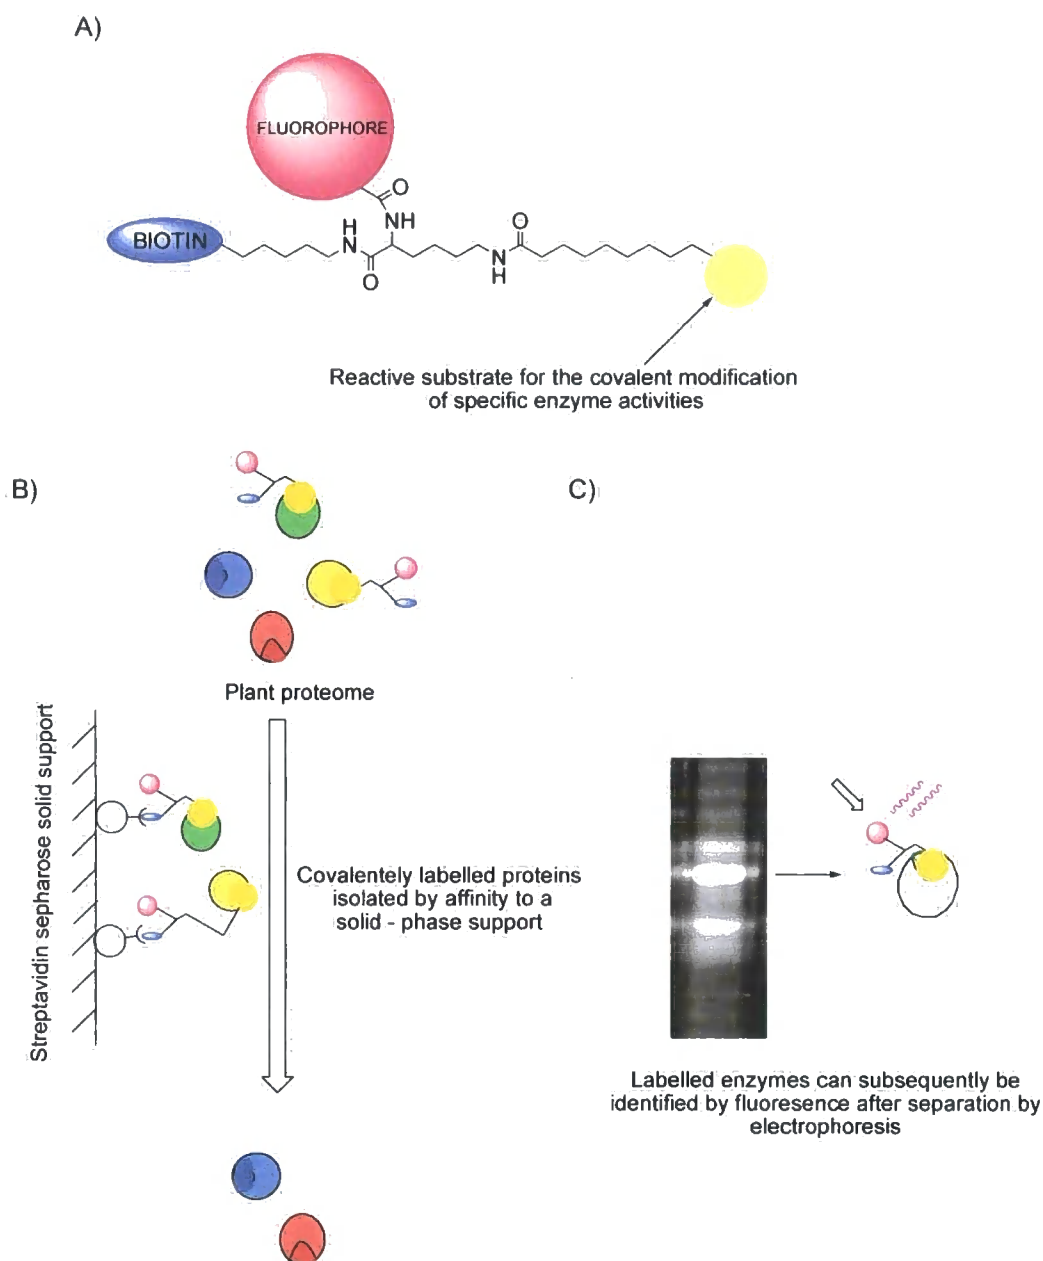 A)
FLUOROPHORE
O
NH
H
N
O
BIOTIN
O
N
H
Reactive substrate for the covalent modification
of specific enzyme activities
B)
C)
Plant proteome
Streptavidin sepharose solid support
Covalentely labelled proteins
isolated by affinity to a
solid - phase support
Labelled enzymes can subsequently be
identified by fluoresence after separation by
electrophoresis